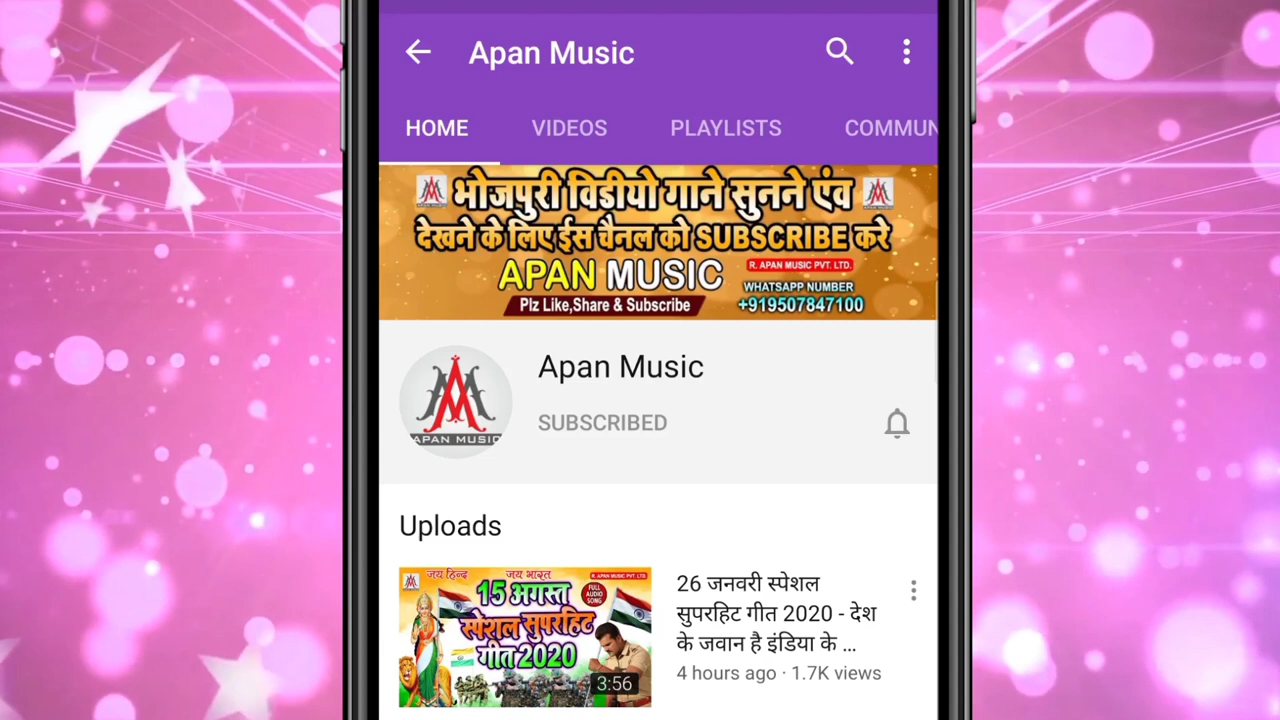 Apan Music
HOME VIDEOS PLAYLISTS COMMUN
भोजपुरी विडीयो गाने सुनने एंव
देखने के लिए ईस चैनल को SUBSCRIBE करे
APAN MUSIC
R. APAN MUSIC PVT. LTD.
WHATSAPP NUMBER
+919507847100
Plz Like,Share & Subscribe
Apan Music
SUBSCRIBED
APAN MUSIC
Uploads
जय हिन्द जय भारत
R. APAN MUSIC PVT. LTD
15 अगस्त
FULL
AUDIO
SONG
स्पेशल सुपरहिट
गीत 2020
3:56
26 जनवरी स्पेशल
सुपरहिट गीत 2020 - देश
के जवान है इंडिया के ...
4 hours ago · 1.7K views